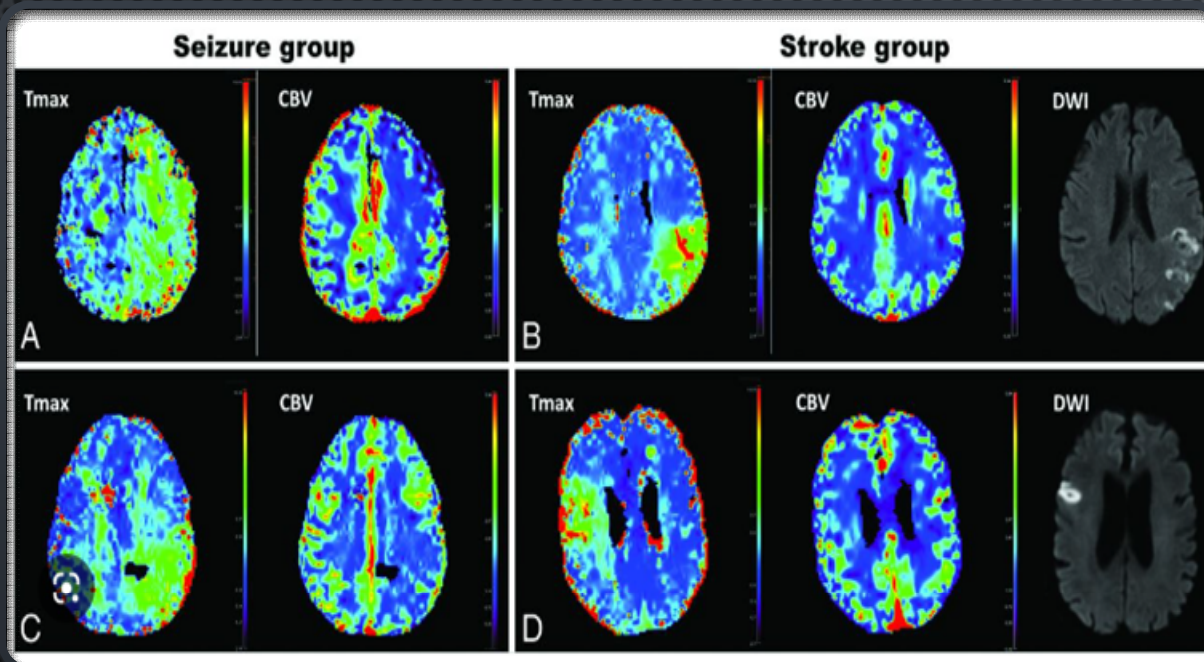 Seizure group
Stroke group
Tmax
CBV
Tmax
CBV
DWI
A
B
Tmax
CBV
Tmax
CBV
DWI
C
D